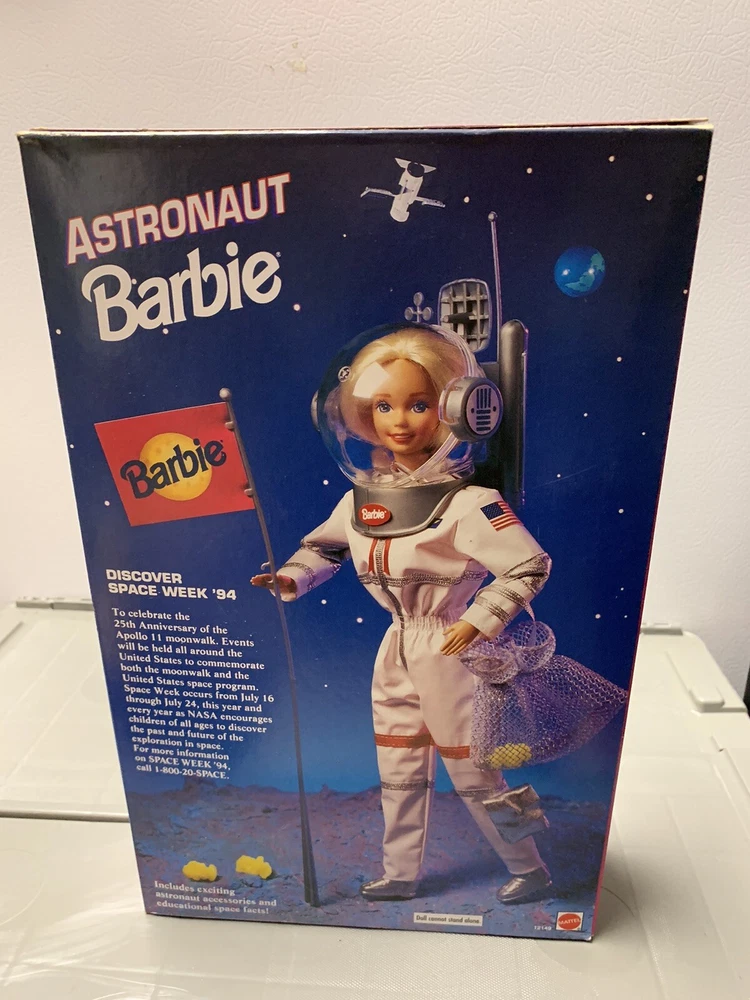 ASTRONAUT
Barbie
Barbie
Barbie
DISCOVER
SPACE WEEK '94
To celebrate the
25th Anniversary of the
Apollo 11 moonwalk. Events
will be held all around the
United States to commemorate
both the moonwalk and the
United States space program.
Space Week occurs from July 16
through July 24, this year and
every year as NASA encourages
children of all ages to discover
the past and future of the
exploration in space.
For more information
on SPACE WEEK '94,
call 1-800-20-SPACE.
Includes exciting
astronaut accessories and
educational space facts!
Doll cannot stand alone.
12149
MATTEL